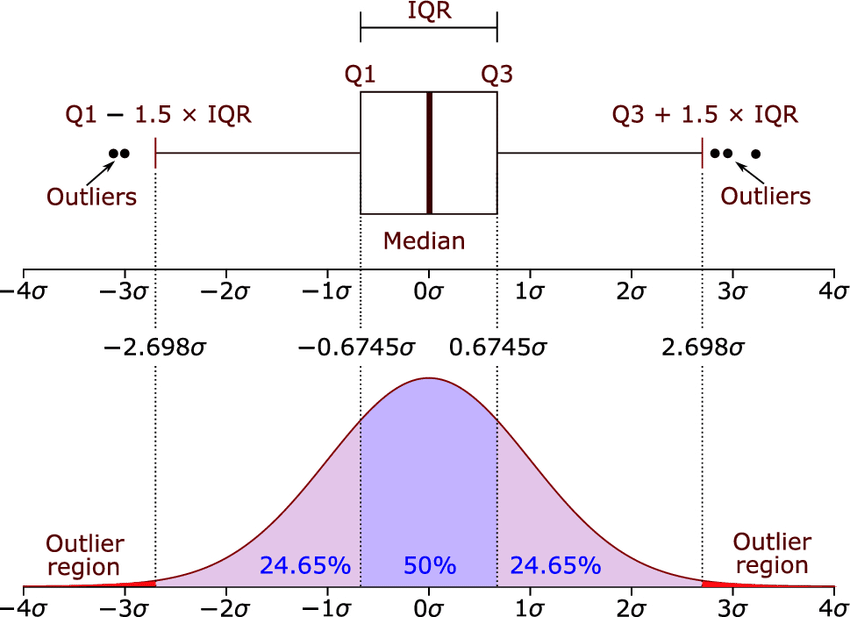 IQR
Q1 Q3
Q1 − 1.5 × IQR Q3 + 1.5 × IQR
Outliers Outliers
Median
−4σ −3σ −2σ −1σ 0σ 1σ 2σ 3σ 4σ
−2.698σ −0.6745σ 0.6745σ 2.698σ
Outlier
region
24.65% 50% 24.65%
Outlier
region
−4σ −3σ −2σ −1σ 0σ 1σ 2σ 3σ 4σ